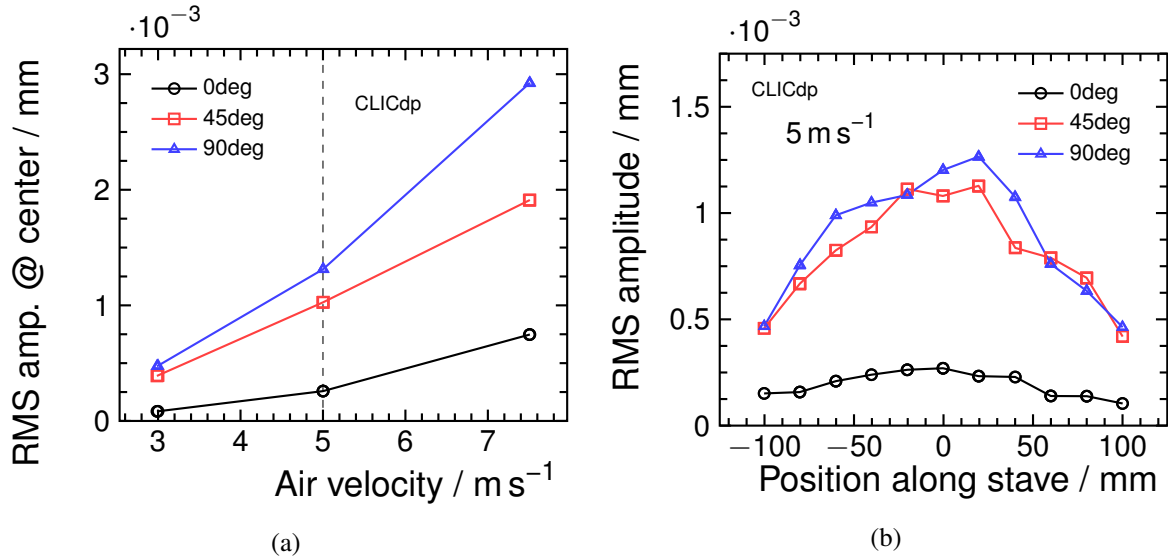 ·10⁻³
3
2
1
0
RMS amp. @ center / mm
0deg
45deg
90deg
CLICdp
3 4 5 6 7
Air velocity / m s⁻¹
(a)
·10⁻³
1.5
1
0.5
0
RMS amplitude / mm
CLICdp
5 m s⁻¹
0deg
45deg
90deg
−100 −50 0 50 100
Position along stave / mm
(b)